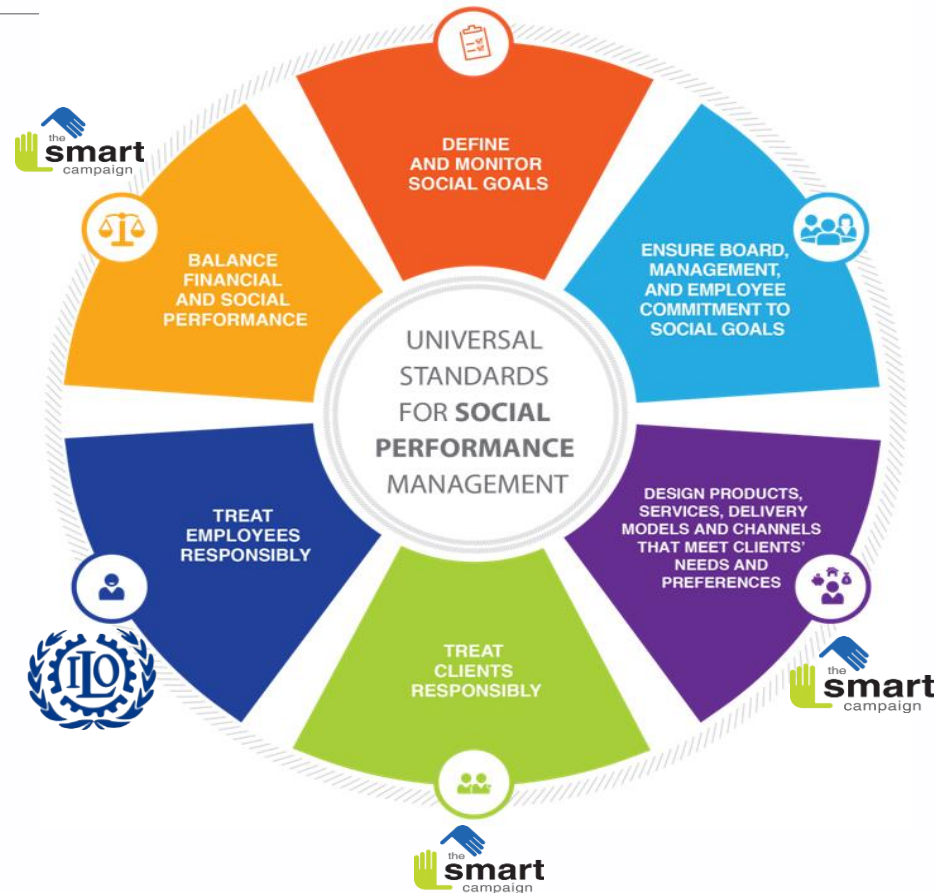 DEFINE
AND MONITOR
SOCIAL GOALS
the
smart
campaign
BALANCE
FINANCIAL
AND SOCIAL
PERFORMANCE
ENSURE BOARD,
MANAGEMENT,
AND EMPLOYEE
COMMITMENT TO
SOCIAL GOALS
UNIVERSAL
STANDARDS
FOR SOCIAL
PERFORMANCE
MANAGEMENT
TREAT
EMPLOYEES
RESPONSIBLY
DESIGN PRODUCTS,
SERVICES, DELIVERY
MODELS AND CHANNELS
THAT MEET CLIENTS'
NEEDS AND
PREFERENCES
ILO
TREAT
CLIENTS
RESPONSIBLY
the
smart
campaign
the
smart
campaign